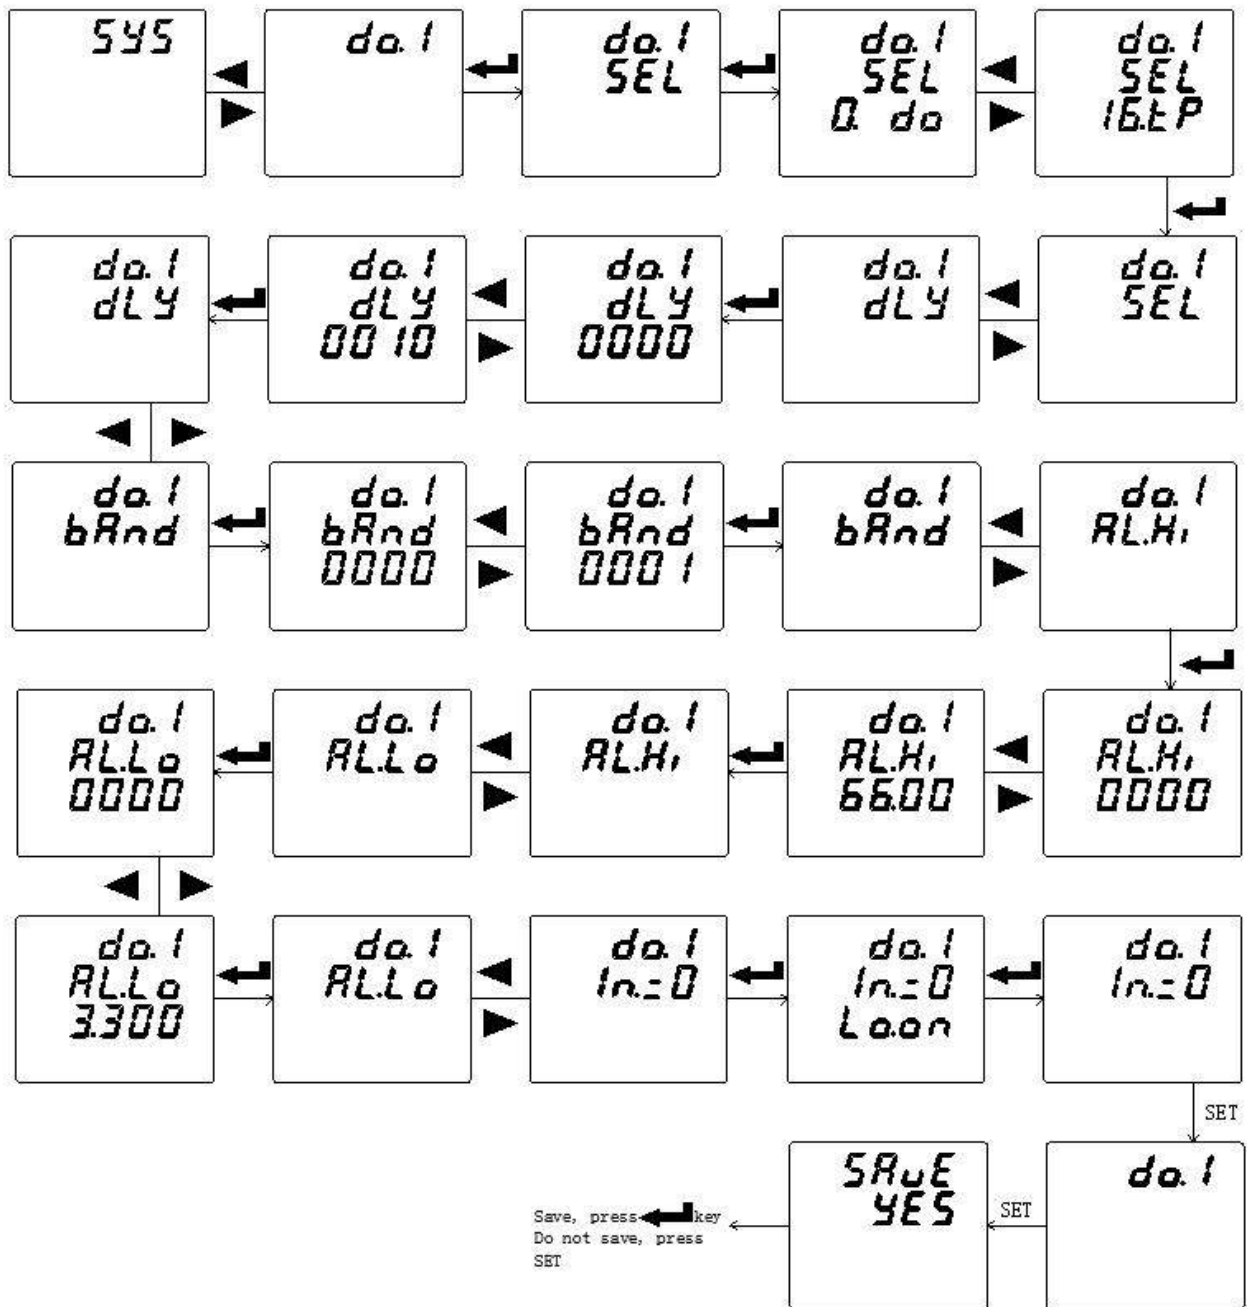 SYS
do.1
do.1
SEL
do.1
SEL
0. do
do.1
SEL
16.tP
do.1
dLY
do.1
dLY
0010
do.1
dLY
0000
do.1
dLY
do.1
SEL
do.1
bAnd
do.1
bAnd
0000
do.1
bAnd
0001
do.1
bAnd
do.1
AL.Hi
do.1
AL.Lo
0000
do.1
AL.Lo
do.1
AL.Hi
do.1
AL.Hi
66.00
do.1
AL.Hi
0000
do.1
AL.Lo
3.300
do.1
AL.Lo
do.1
In.=0
do.1
In.=0
Lo.on
do.1
In.=0
SET
SAvE
YES
SET
do.1
Save, press key
Do not save, press
SET